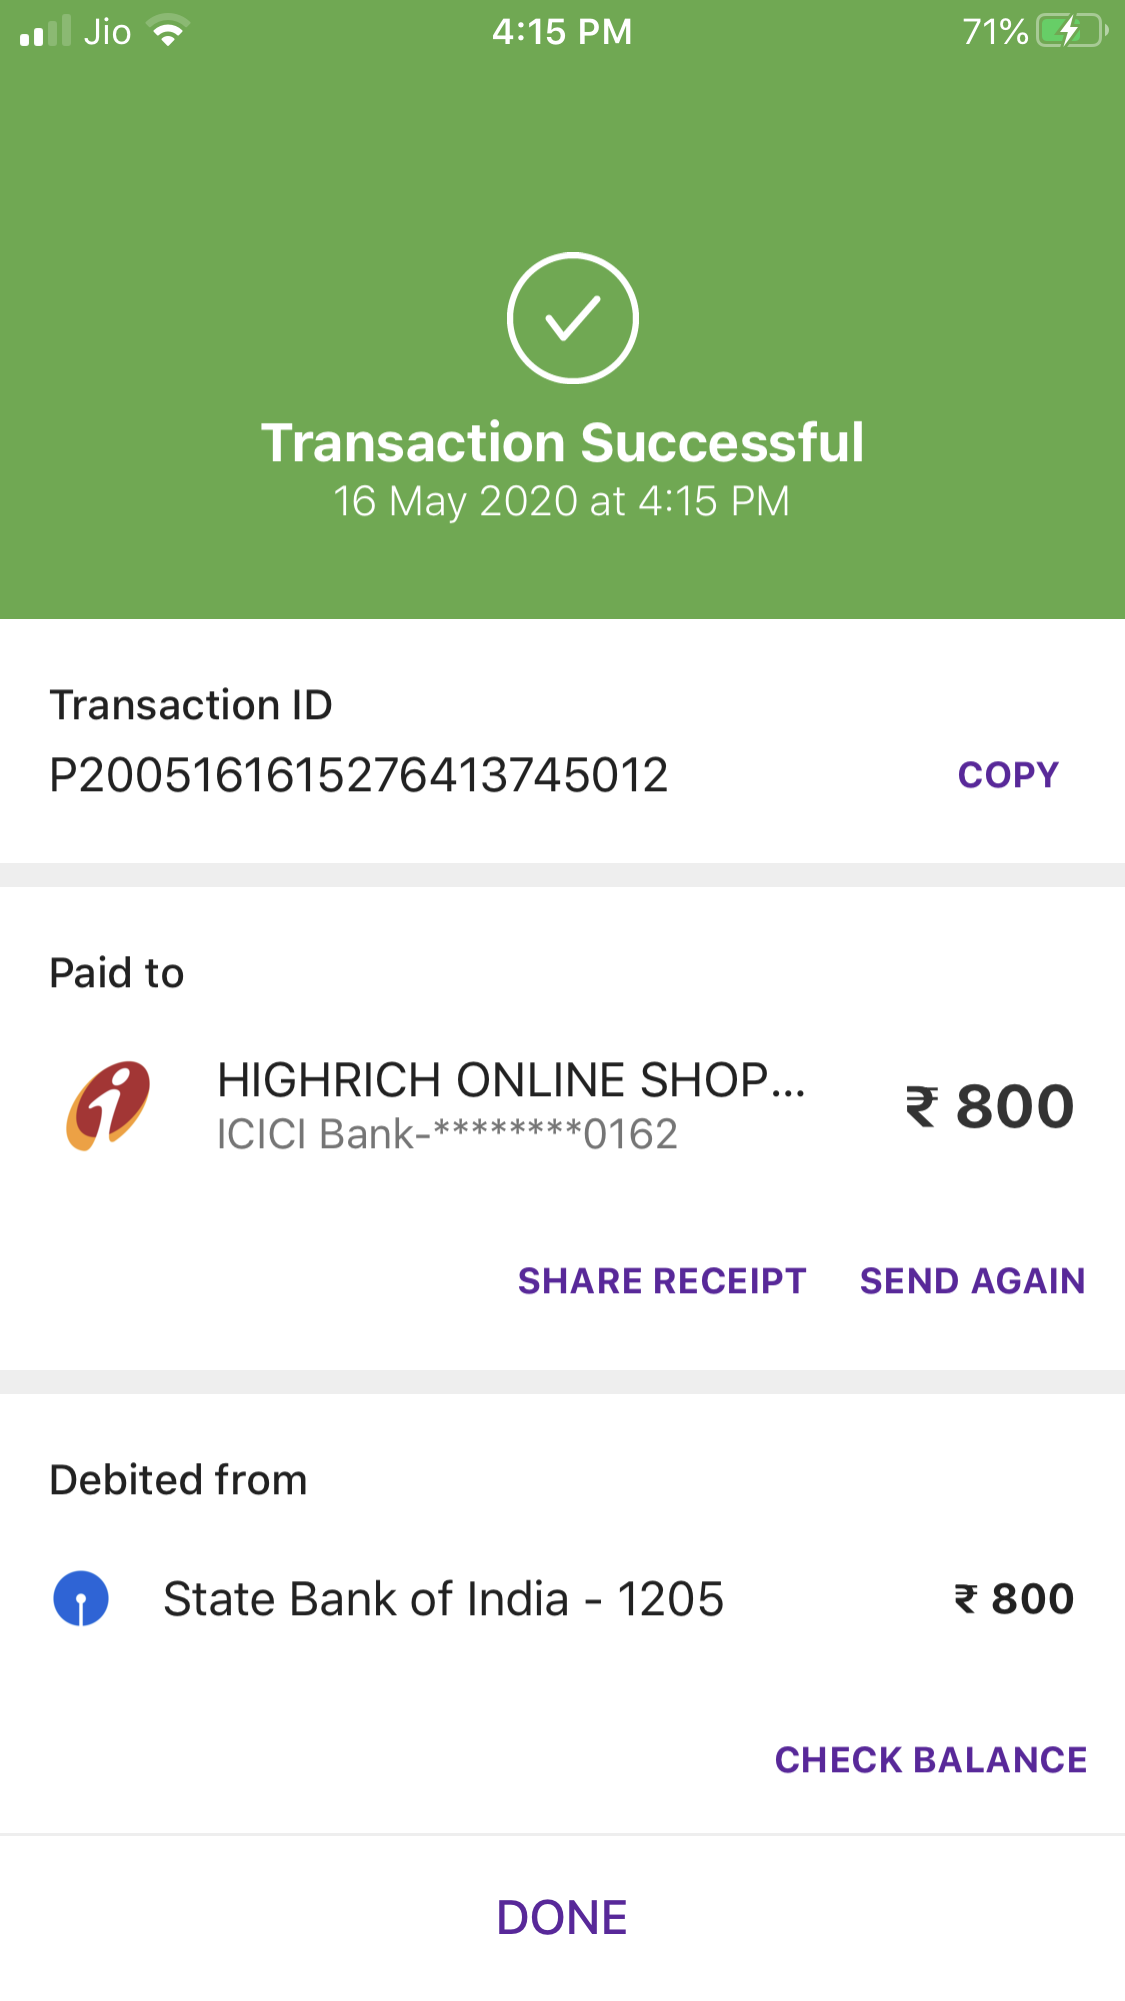 Jio 4:15 PM 71%
Transaction Successful
16 May 2020 at 4:15 PM
Transaction ID
P2005161615276413745012 COPY
Paid to
HIGHRICH ONLINE SHOP...
ICICI Bank-********0162
₹ 800
SHARE RECEIPT SEND AGAIN
Debited from
State Bank of India - 1205 ₹ 800
CHECK BALANCE
DONE